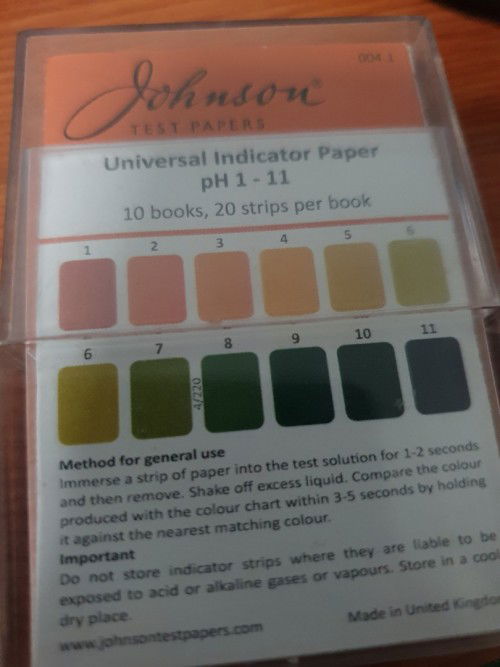 004.1
Johnson®
TEST PAPERS
Universal Indicator Paper
pH 1 - 11
10 books, 20 strips per book
1 2 3 4 5 6
6 7 8 9 10 11
4/220
Method for general use
Immerse a strip of paper into the test solution for 1-2 seconds
and then remove. Shake off excess liquid. Compare the colour
produced with the colour chart within 3-5 seconds by holding
it against the nearest matching colour.
Important
Do not store indicator strips where they are liable to be
exposed to acid or alkaline gases or vapours. Store in a cool
dry place.
www.johnsontestpapers.com
Made in United Kingdo